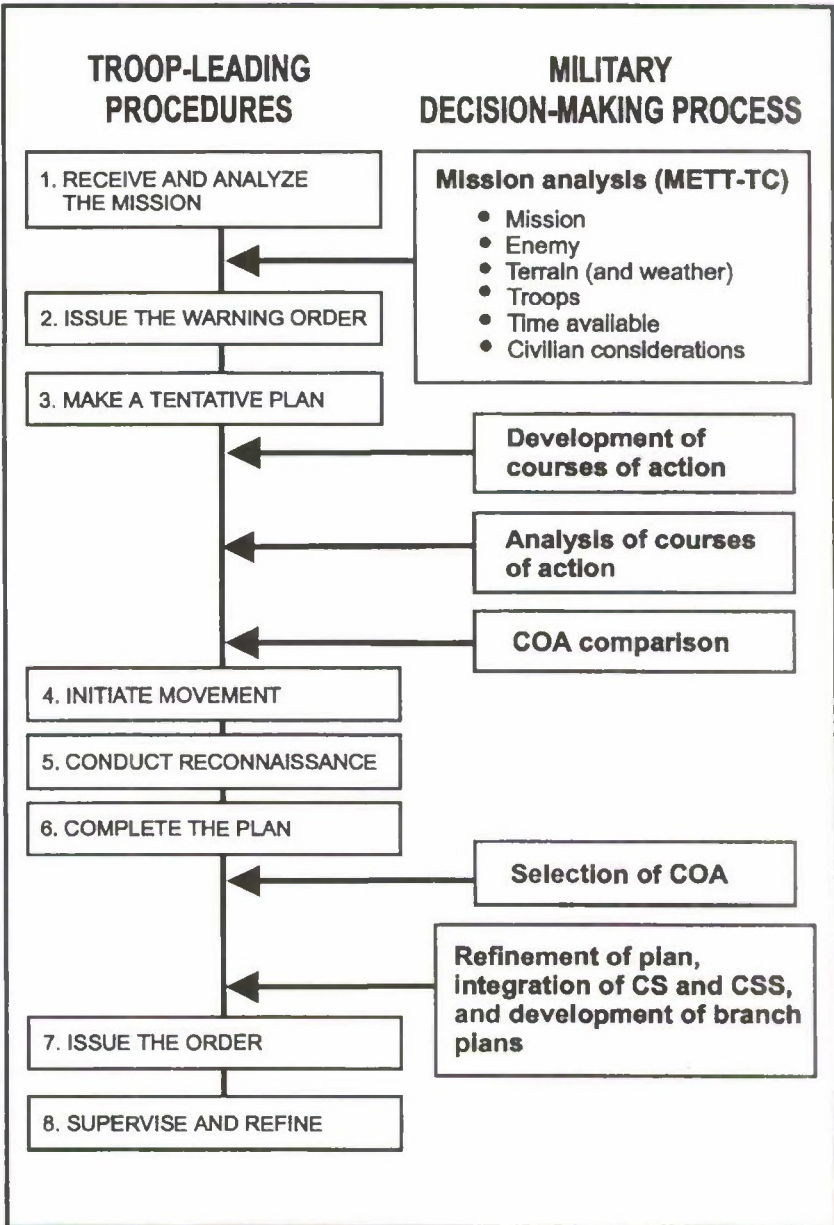 TROOP-LEADING
PROCEDURES
MILITARY
DECISION-MAKING PROCESS
1. RECEIVE AND ANALYZE
THE MISSION
Mission analysis (METT-TC)
• Mission
• Enemy
• Terrain (and weather)
• Troops
• Time available
• Civilian considerations
2. ISSUE THE WARNING ORDER
3. MAKE A TENTATIVE PLAN
Development of
courses of action
Analysis of courses
of action
COA comparison
4. INITIATE MOVEMENT
5. CONDUCT RECONNAISSANCE
6. COMPLETE THE PLAN
Selection of COA
Refinement of plan,
integration of CS and CSS,
and development of branch
plans
7. ISSUE THE ORDER
8. SUPERVISE AND REFINE